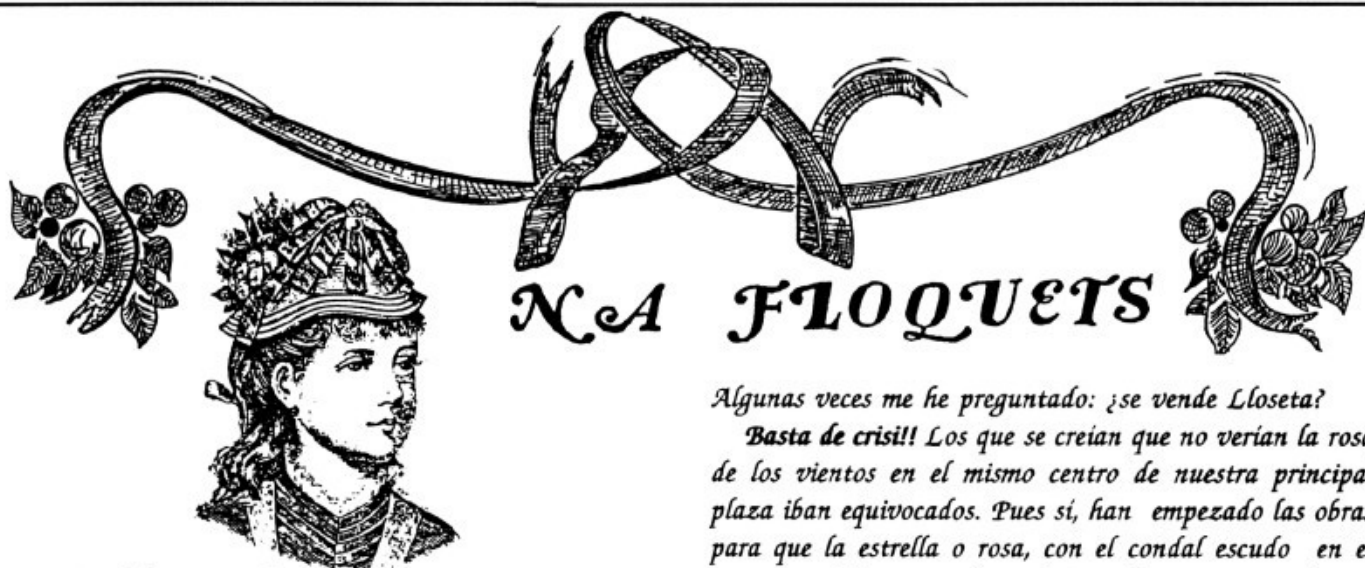 NA FLOQUETS
Algunas veces me he preguntado: ¿se vende Lloseta?
Basta de crisi!! Los que se creían que no verían la rosa
de los vientos en el mismo centro de nuestra principal
plaza iban equivocados. Pues sí, han empezado las obras
para que la estrella o rosa, con el condal escudo en el